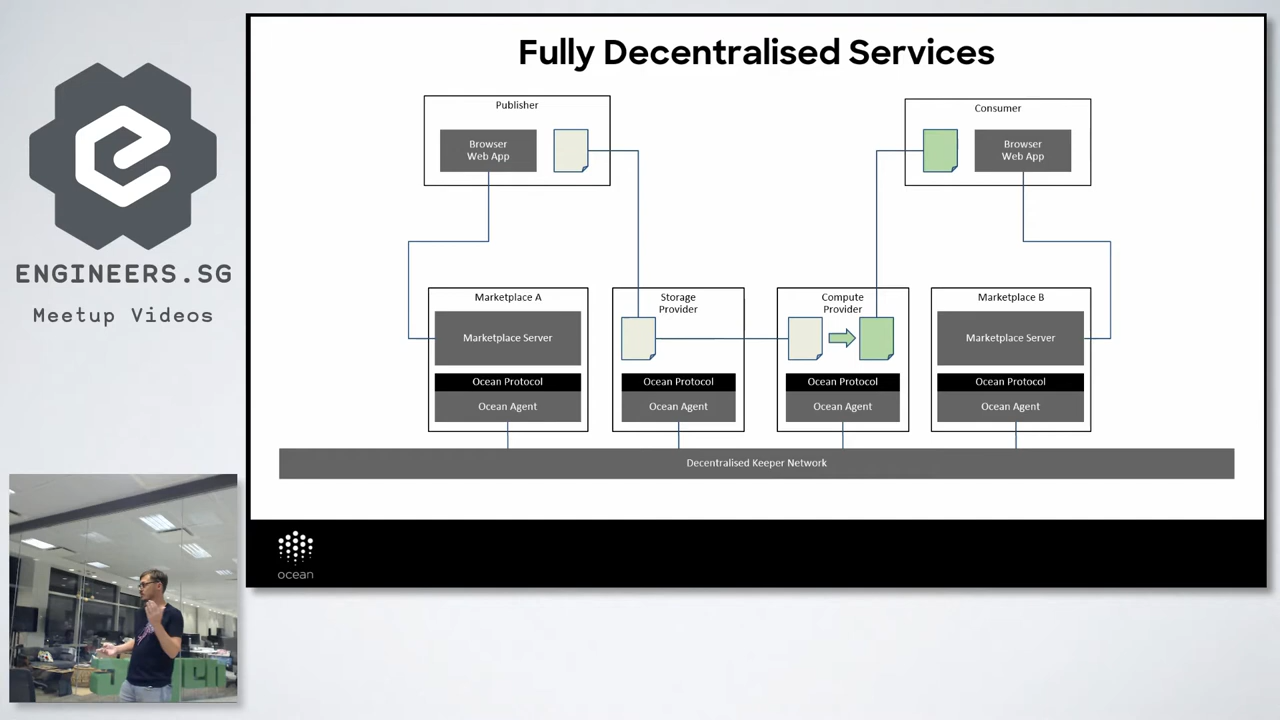 Fully Decentralised Services
ENGINEERS.SG
Meetup Videos
Publisher
Browser
Web App
Consumer
Browser
Web App
Marketplace A
Marketplace Server
Ocean Protocol
Ocean Agent
Storage
Provider
Ocean Protocol
Ocean Agent
Compute
Provider
Ocean Protocol
Ocean Agent
Marketplace B
Marketplace Server
Ocean Protocol
Ocean Agent
Decentralised Keeper Network
ocean